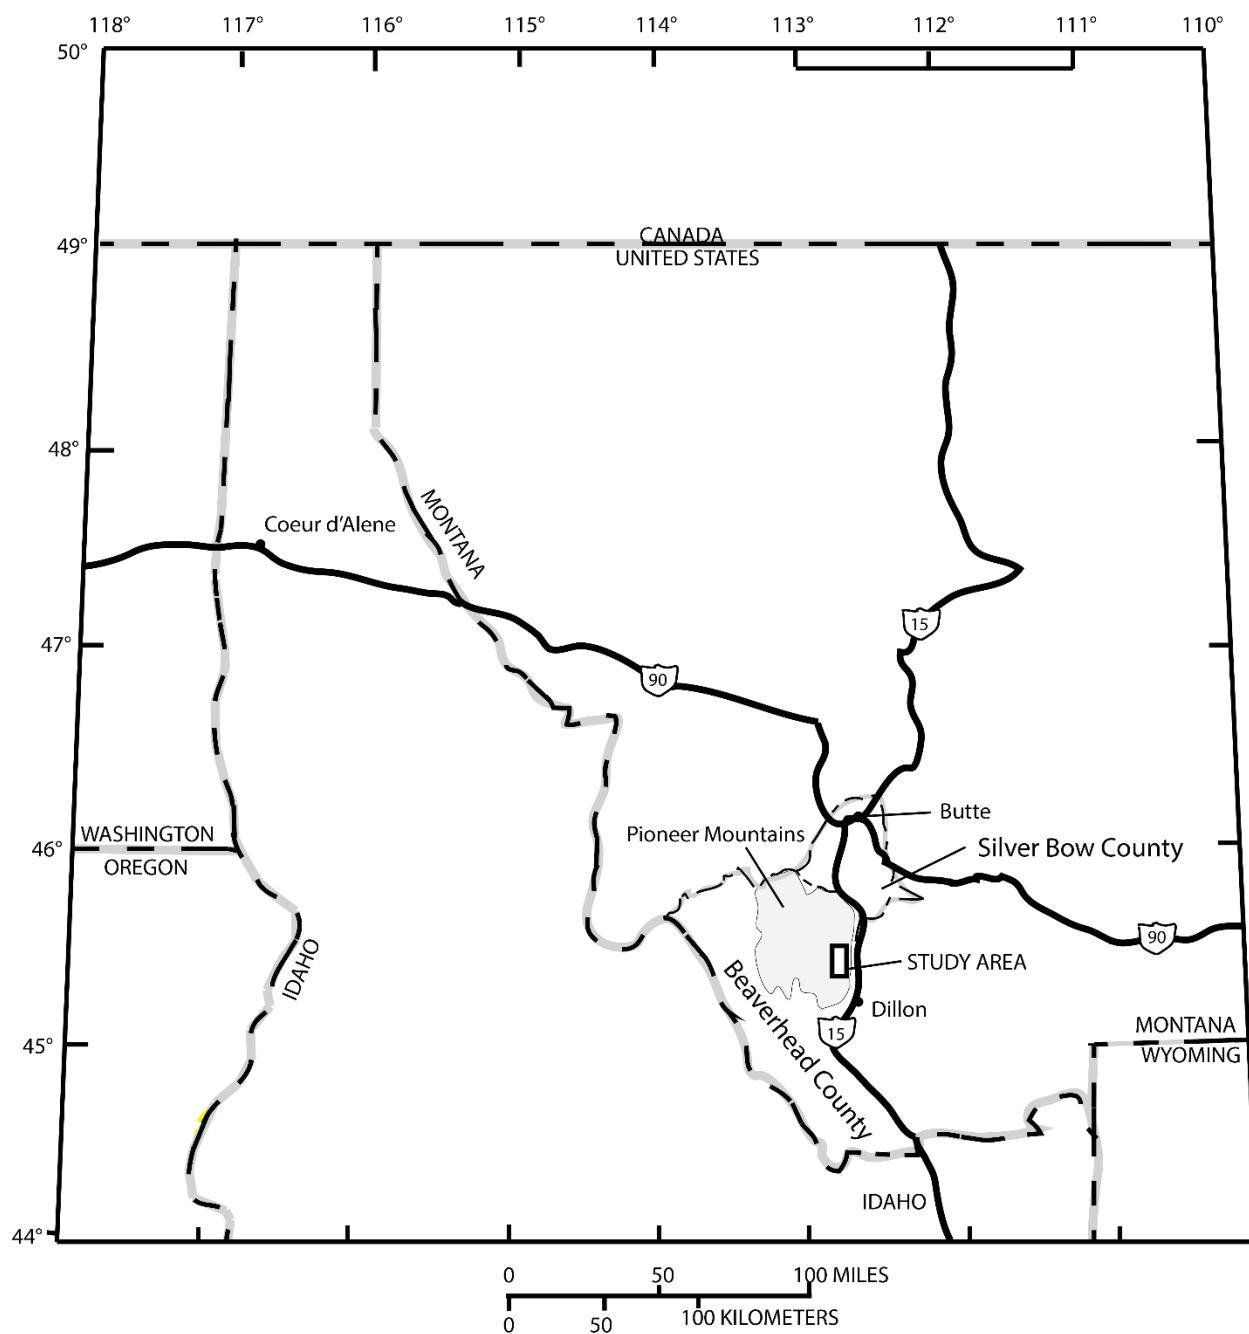 118° 117° 116° 115° 114° 113° 112° 111° 110°
50°
CANADA
49°
UNITED STATES
48°
MONTANA
Coeur d'Alene
15
47°
90
Butte
WASHINGTON
Pioneer Mountains
Silver Bow County
46°
OREGON
90
IDAHO
STUDY AREA
Beaverhead County
Dillon
15
MONTANA
45°
WYOMING
IDAHO
44°
0 50 100 MILES
0 50 100 KILOMETERS